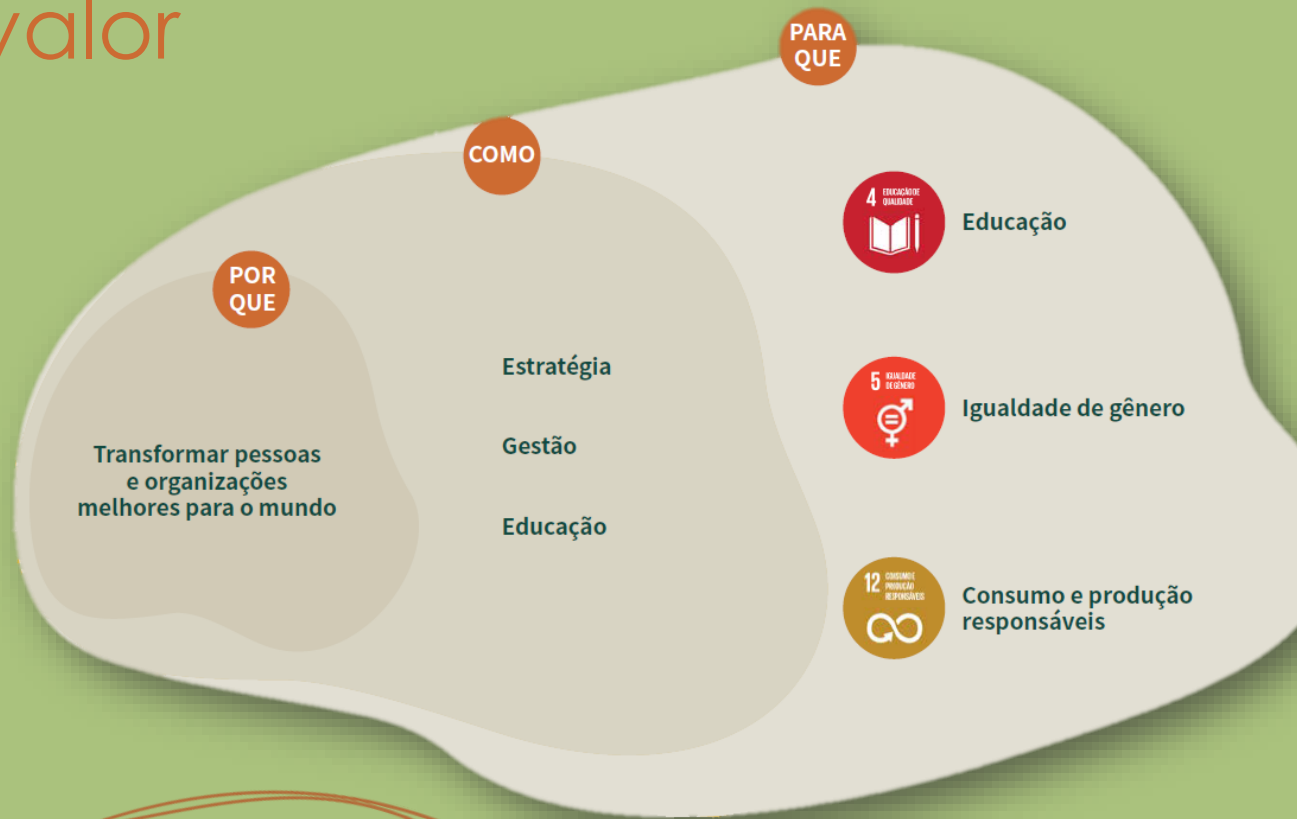 valor
PARA
QUE
COMO
POR
QUE
4 EDUCAÇÃO DE
QUALIDADE
Educação
Estratégia
5 IGUALDADE
DE GÊNERO
Igualdade de gênero
Gestão
Transformar pessoas
e organizações
melhores para o mundo
Educação
12 CONSUMO E
PRODUÇÃO
RESPONSÁVEIS
Consumo e produção
responsáveis